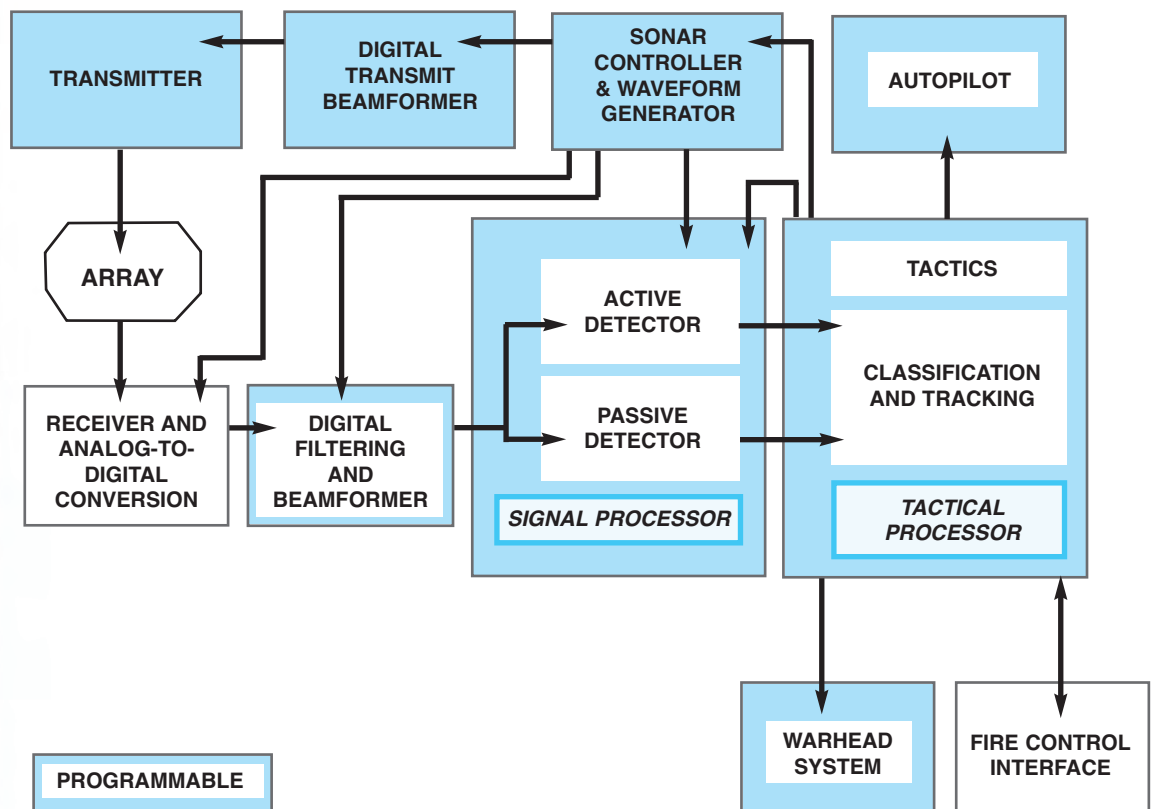 TRANSMITTER
DIGITAL
TRANSMIT
BEAMFORMER
SONAR
CONTROLLER
& WAVEFORM
GENERATOR
AUTOPILOT
ARRAY
RECEIVER AND
ANALOG-TO-
DIGITAL
CONVERSION
DIGITAL
FILTERING
AND
BEAMFORMER
ACTIVE
DETECTOR
PASSIVE
DETECTOR
SIGNAL PROCESSOR
TACTICS
CLASSIFICATION
AND TRACKING
TACTICAL
PROCESSOR
WARHEAD
SYSTEM
FIRE CONTROL
INTERFACE
PROGRAMMABLE